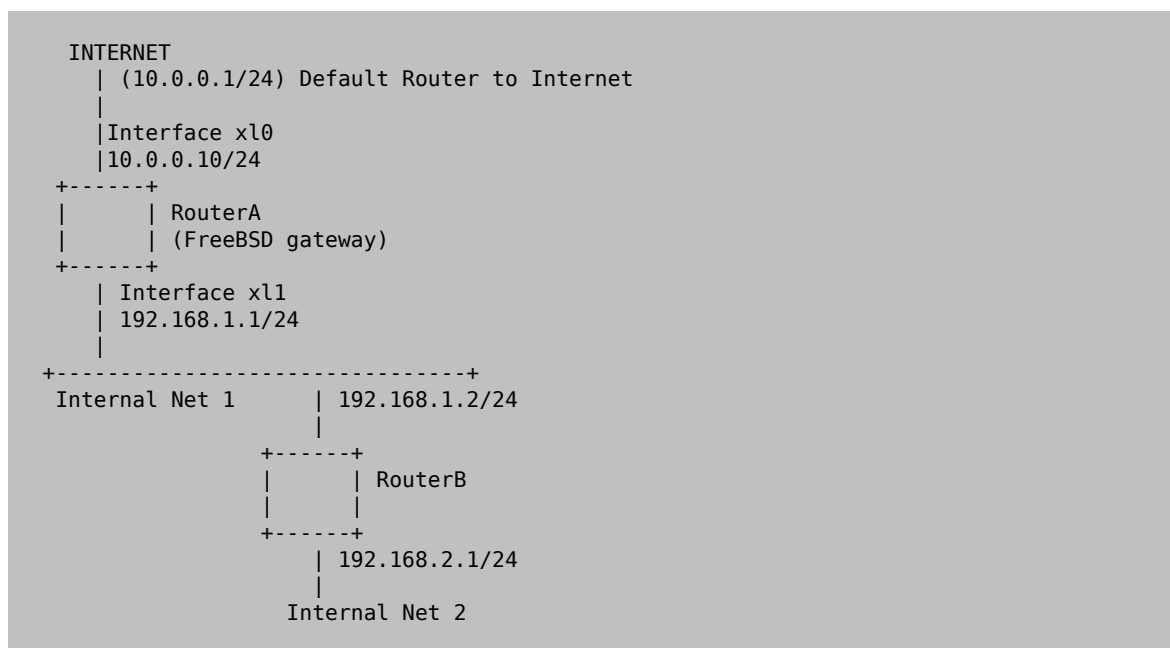 INTERNET
| (10.0.0.1/24) Default Router to Internet
|
|Interface xl0
|10.0.0.10/24
+------+
|      | RouterA
|      | (FreeBSD gateway)
+------+
| Interface xl1
| 192.168.1.1/24
|
+--------------------------------+
Internal Net 1      | 192.168.1.2/24
|
+------+
|      | RouterB
|      |
+------+
| 192.168.2.1/24
|
Internal Net 2